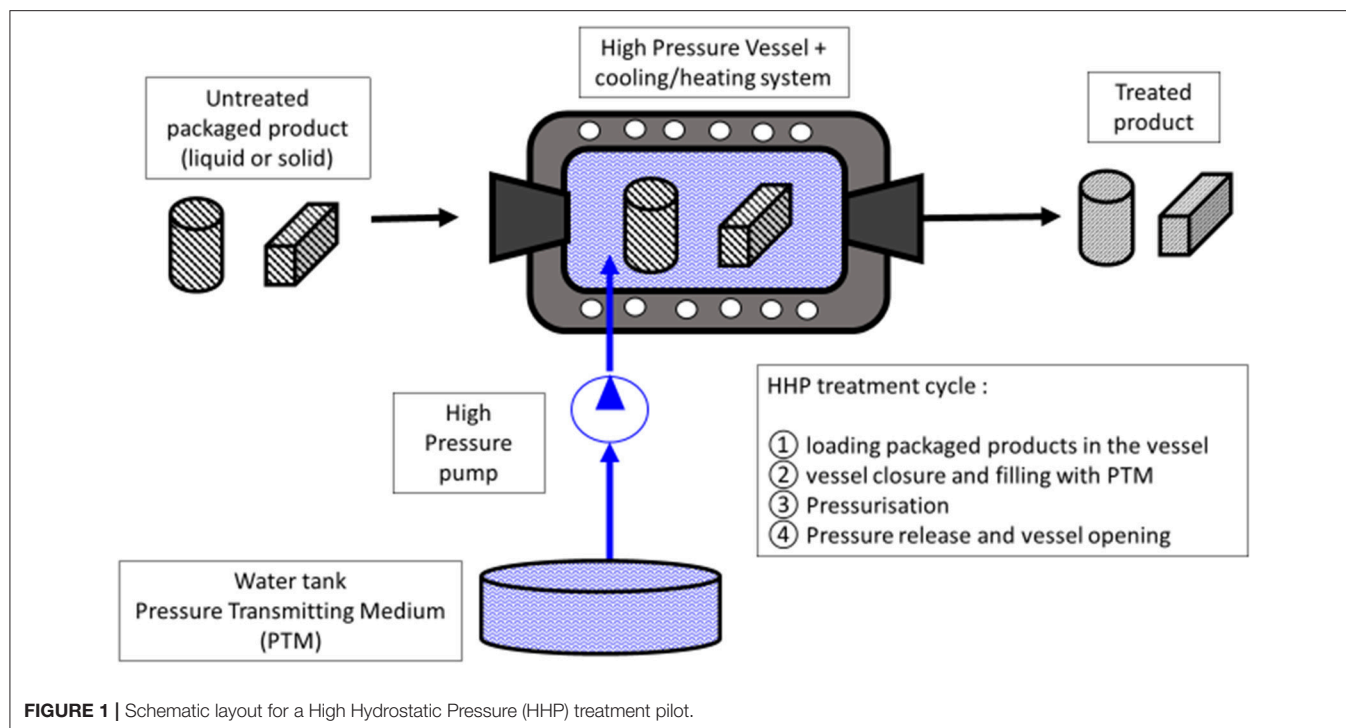 High Pressure Vessel +
cooling/heating system
Untreated
packaged product
(liquid or solid)
Treated
product
High
Pressure
pump
HHP treatment cycle :
① loading packaged products in the vessel
② vessel closure and filling with PTM
③ Pressurisation
④ Pressure release and vessel opening
Water tank
Pressure Transmitting Medium
(PTM)
FIGURE 1 | Schematic layout for a High Hydrostatic Pressure (HHP) treatment pilot.